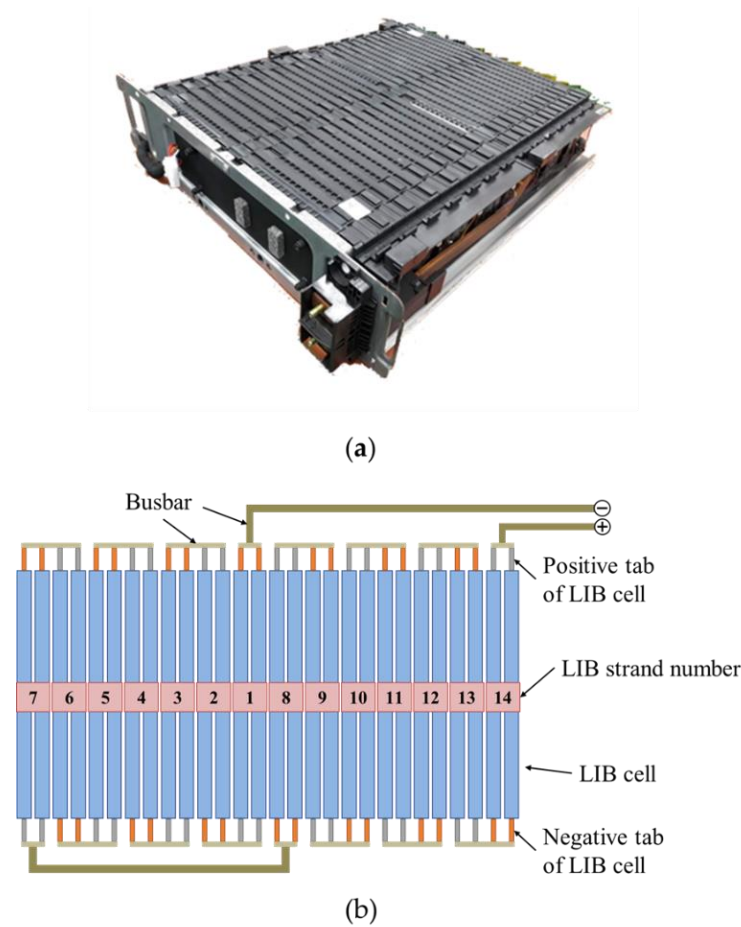 (a)
Busbar
−
+
Positive tab
of LIB cell
LIB strand number
7 6 5 4 3 2 1 8 9 10 11 12 13 14
LIB cell
Negative tab
of LIB cell
(b)